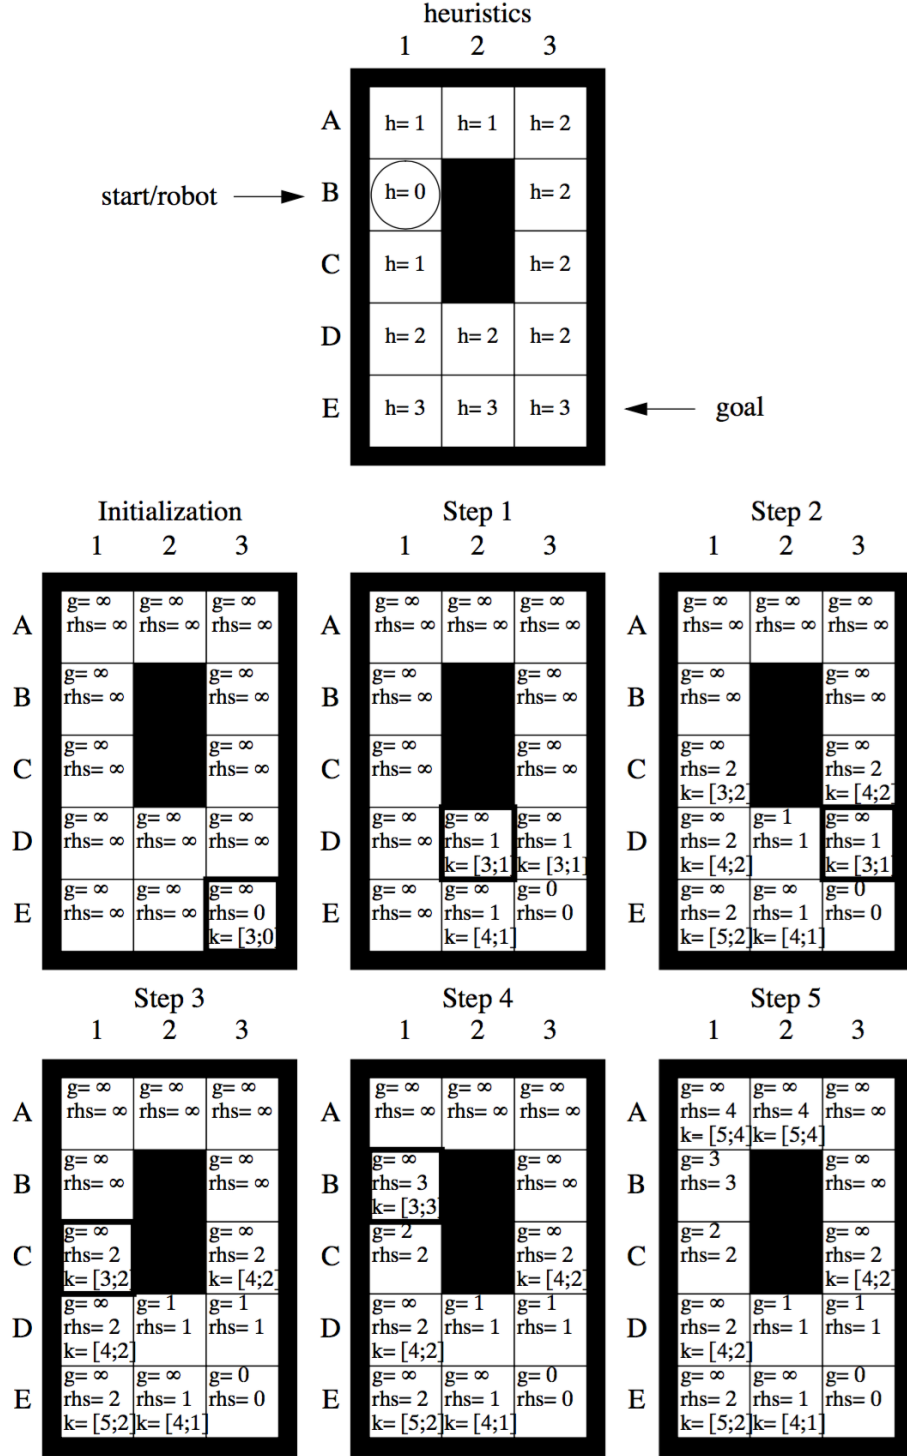 heuristics
1 2 3
A h= 1 h= 1 h= 2
start/robot B h= 0 h= 2
C h= 1 h= 2
D h= 2 h= 2 h= 2
E h= 3 h= 3 h= 3 goal
Initialization Step 1 Step 2
1 2 3 1 2 3 1 2 3
g= ∞ g= ∞ g= ∞ g= ∞ g= ∞ g= ∞ g= ∞ g= ∞ g= ∞
A rhs= ∞ rhs= ∞ rhs= ∞ A rhs= ∞ rhs= ∞ rhs= ∞ A rhs= ∞ rhs= ∞ rhs= ∞
g= ∞ g= ∞ g= ∞ g= ∞ g= ∞ g= ∞
B rhs= ∞ rhs= ∞ B rhs= ∞ rhs= ∞ B rhs= ∞ rhs= ∞
g= ∞ g= ∞ g= ∞ g= ∞ g= ∞ g= ∞
C rhs= ∞ rhs= ∞ C rhs= ∞ rhs= ∞ C rhs= 2 rhs= 2
k= [3;2] k= [4;2]
g= ∞ g= ∞ g= ∞ g= ∞ g= ∞ g= ∞ g= ∞ g= 1 g= ∞
D rhs= ∞ rhs= ∞ rhs= ∞ D rhs= ∞ rhs= 1 rhs= 1 D rhs= 2 rhs= 1 rhs= 1
k= [3;1] k= [3;1] k= [4;2] k= [3;1]
g= ∞ g= ∞ g= ∞ g= ∞ g= ∞ g= 0 g= ∞ g= ∞ g= 0
E rhs= ∞ rhs= ∞ rhs= 0 E rhs= ∞ rhs= 1 rhs= 0 E rhs= 2 rhs= 1 rhs= 0
k= [3;0] k= [4;1] k= [5;2] k= [4;1]
Step 3 Step 4 Step 5
1 2 3 1 2 3 1 2 3
g= ∞ g= ∞ g= ∞ g= ∞ g= ∞ g= ∞ g= ∞ g= ∞ g= ∞
A rhs= ∞ rhs= ∞ rhs= ∞ A rhs= ∞ rhs= ∞ rhs= ∞ A rhs= 4 rhs= 4 rhs= ∞
k= [5;4] k= [5;4]
g= ∞ g= ∞ g= ∞ g= ∞ g= 3 g= ∞
B rhs= ∞ rhs= ∞ B rhs= 3 rhs= ∞ B rhs= 3 rhs= ∞
k= [3;3]
g= ∞ g= ∞ g= 2 g= ∞ g= 2 g= ∞
C rhs= 2 rhs= 2 C rhs= 2 rhs= 2 C rhs= 2 rhs= 2
k= [3;2] k= [4;2] k= [4;2] k= [4;2]
g= ∞ g= 1 g= 1 g= ∞ g= 1 g= 1 g= ∞ g= 1 g= 1
D rhs= 2 rhs= 1 rhs= 1 D rhs= 2 rhs= 1 rhs= 1 D rhs= 2 rhs= 1 rhs= 1
k= [4;2] k= [4;2] k= [4;2]
g= ∞ g= ∞ g= 0 g= ∞ g= ∞ g= 0 g= ∞ g= ∞ g= 0
E rhs= 2 rhs= 1 rhs= 0 E rhs= 2 rhs= 1 rhs= 0 E rhs= 2 rhs= 1 rhs= 0
k= [5;2] k= [4;1] k= [5;2] k= [4;1] k= [5;2] k= [4;1]